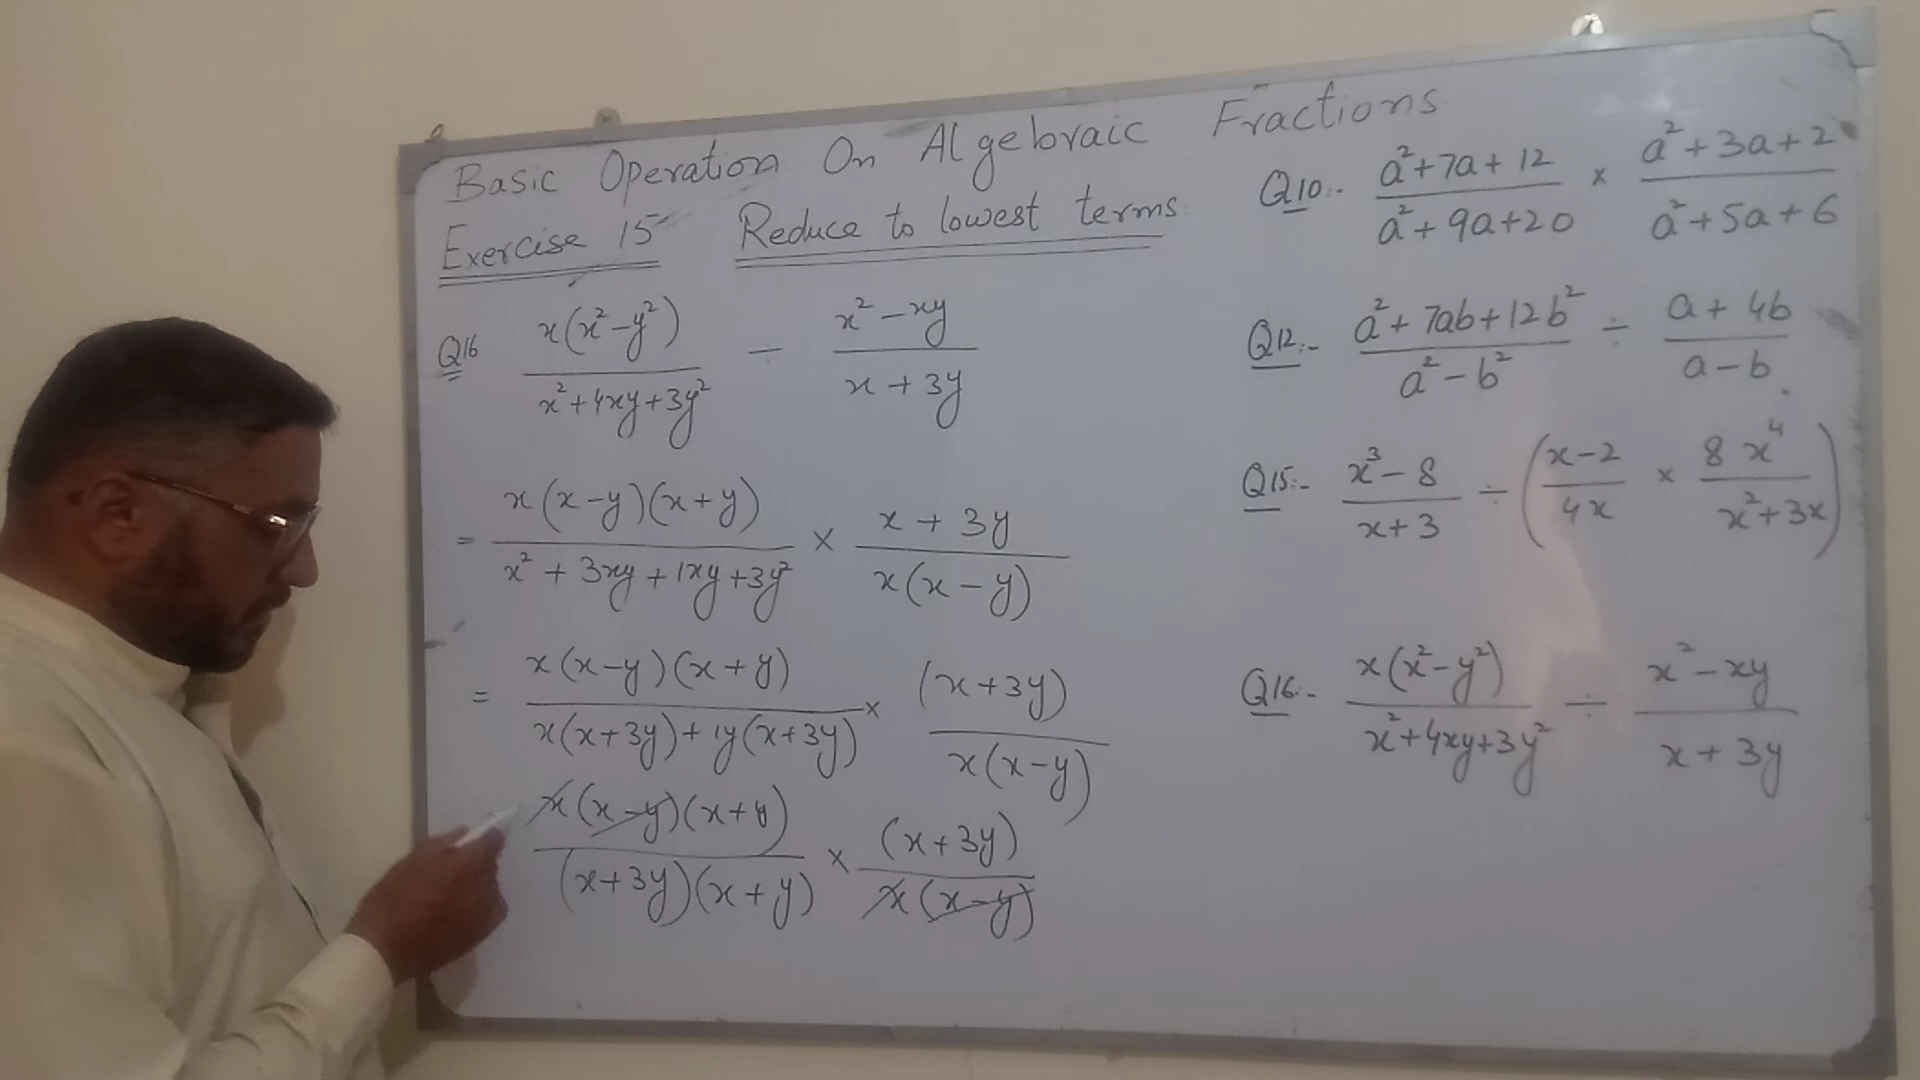 Basic Operation On Algebraic Fractions
Exercise 15 Reduce to lowest terms
Q16 x(x²-y²) / x²+4xy+3y² ÷ x²-xy / x+3y
= x(x-y)(x+y) / x²+3xy+1xy+3y² × x+3y / x(x-y)
= x(x-y)(x+y) / x(x+3y)+1y(x+3y) × (x+3y) / x(x-y)
x(x-y)(x+y) / (x+3y)(x+y) × (x+3y) / x(x-y)
Q10:- a²+7a+12 / a²+9a+20 × a²+3a+2 / a²+5a+6
Q12:- a²+7ab+12b² / a²-b² ÷ a+4b / a-b
Q15:- x³-8 / x+3 ÷ (x-2 / 4x × 8x⁴ / x²+3x)
Q16:- x(x²-y²) / x²+4xy+3y² ÷ x²-xy / x+3y